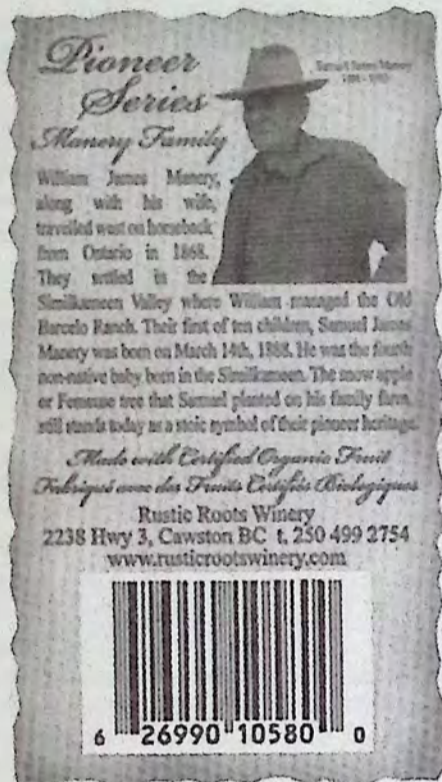 Pioneer
Series
Manery Family
Samuel James Manery
William James Manery,
along with his wife,
travelled west on horseback
from Ontario in 1868.
They settled in the
Similkameen Valley where William managed the Old
Barcelo Ranch. Their first of ten children, Samuel James
Manery was born on March 14th, 1888. He was the fourth
non-native baby born in the Similkameen. The snow apple
or Fameuse tree that Samuel planted on his family farm,
still stands today as a stoic symbol of their pioneer heritage.
Made with Certified Organic Fruit
Fabriqué avec des Fruits Certifiés Biologiques
Rustic Roots Winery
2238 Hwy 3, Cawston BC t. 250 499 2754
www.rusticrootswinery.com
6 26990 10580 0